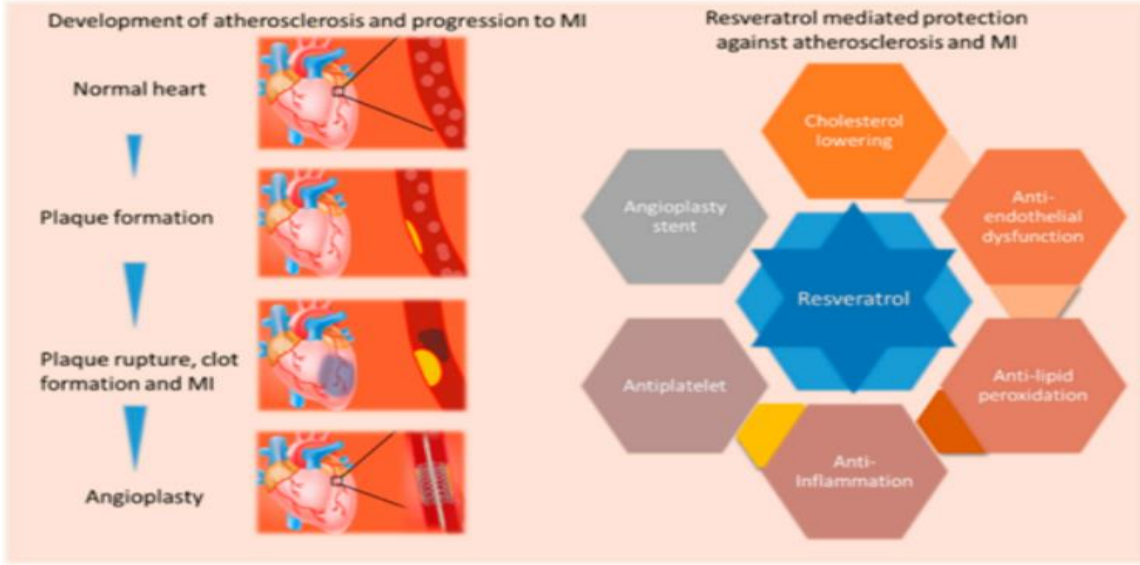 Development of atherosclerosis and progression to MI
Normal heart
Plaque formation
Plaque rupture, clot
formation and MI
Angioplasty
Resveratrol mediated protection
against atherosclerosis and MI
Cholesterol
lowering
Anti-
endothelial
dysfunction
Anti-lipid
peroxidation
Anti-
Inflammation
Antiplatelet
Angioplasty
stent
Resveratrol